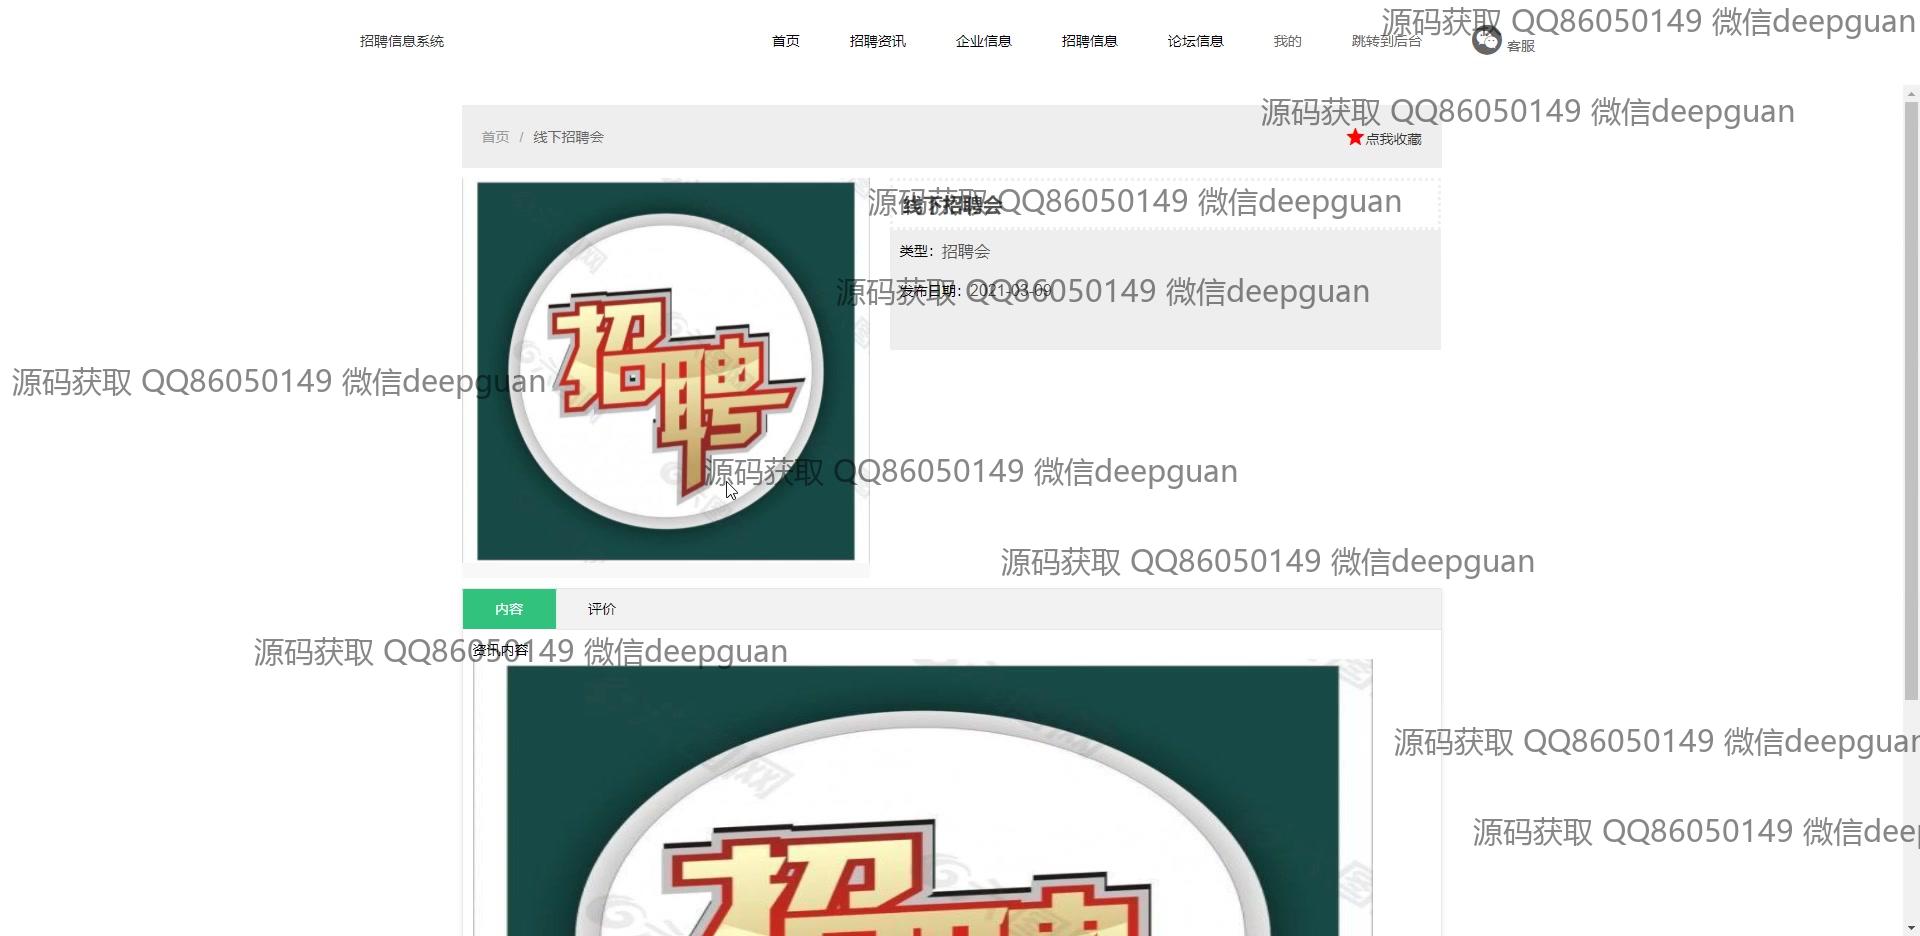 招聘信息系统 首页 招聘资讯 企业信息 招聘信息 论坛信息 我的 跳转到后台 客服
源码获取 QQ86050149 微信deepguan
源码获取 QQ86050149 微信deepguan
首页 / 线下招聘会 点我收藏
线下招聘会
源码获取 QQ86050149 微信deepguan
类型：招聘会
发布日期：2021-03-09
源码获取 QQ86050149 微信deepguan
招聘
源码获取 QQ86050149 微信deepguan
源码获取 QQ86050149 微信deepguan
源码获取 QQ86050149 微信deepguan
内容 评价
资讯内容
源码获取 QQ86050149 微信deepguan
源码获取 QQ86050149 微信deepguan
源码获取 QQ86050149 微信deep
招聘